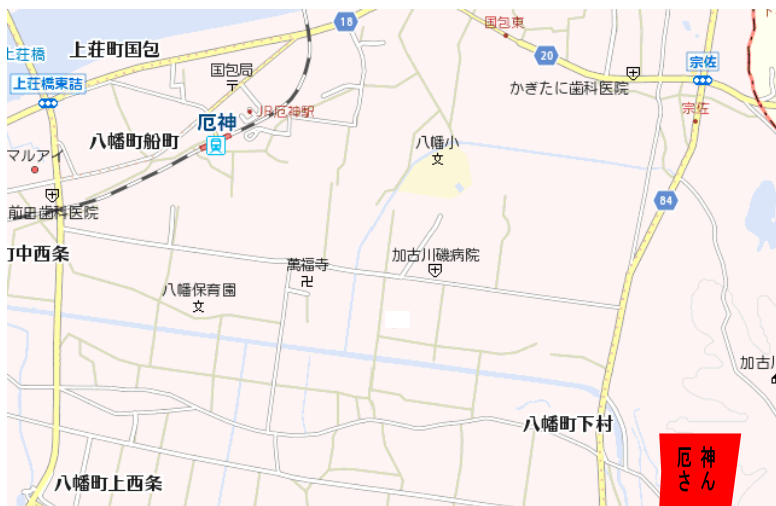 18
国包東
上荘町国包
上荘橋
国包局
20
宗佐
上荘橋東詰
かぎたに歯科医院
JR厄神駅
宗佐
厄神
八幡町船町
八幡小
マルアイ
前田歯科医院
84
町中西条
加古川磯病院
萬福寺
八幡保育園
加古川
八幡町下村
厄神
さん
八幡町上西条